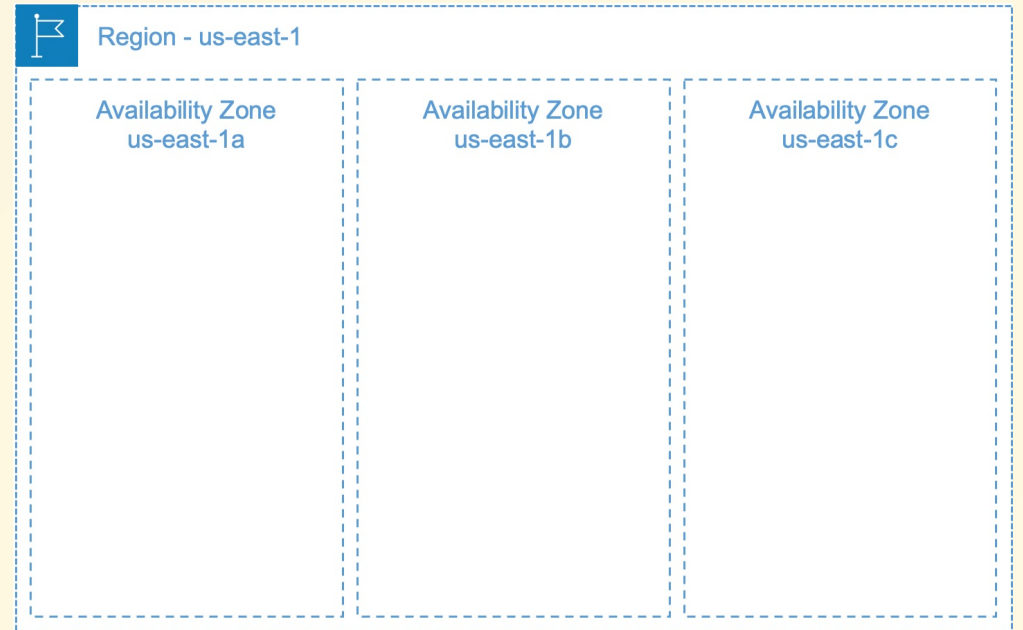 Region - us-east-1
Availability Zone
us-east-1a
Availability Zone
us-east-1b
Availability Zone
us-east-1c